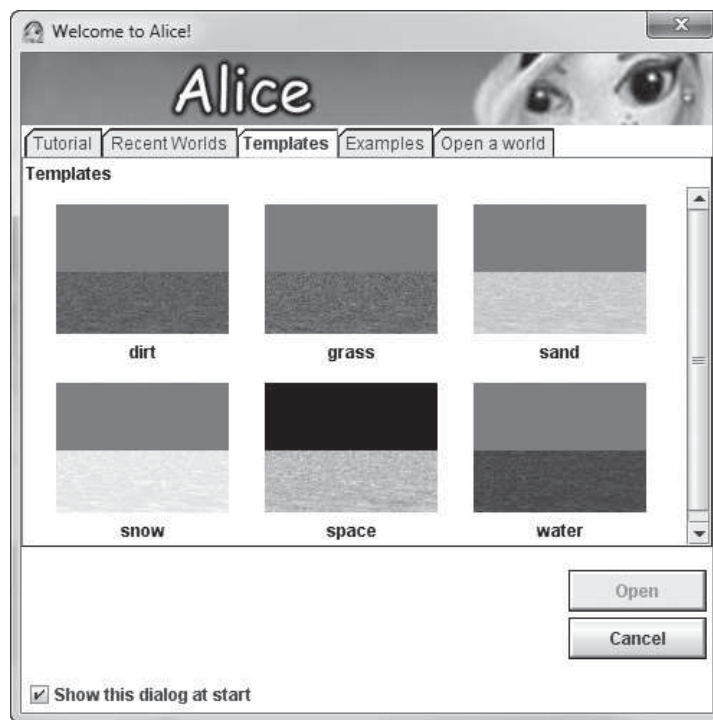 Welcome to Alice!
Alice
Tutorial Recent Worlds Templates Examples Open a world
Templates
dirt grass sand
snow space water
Open
Cancel
Show this dialog at start